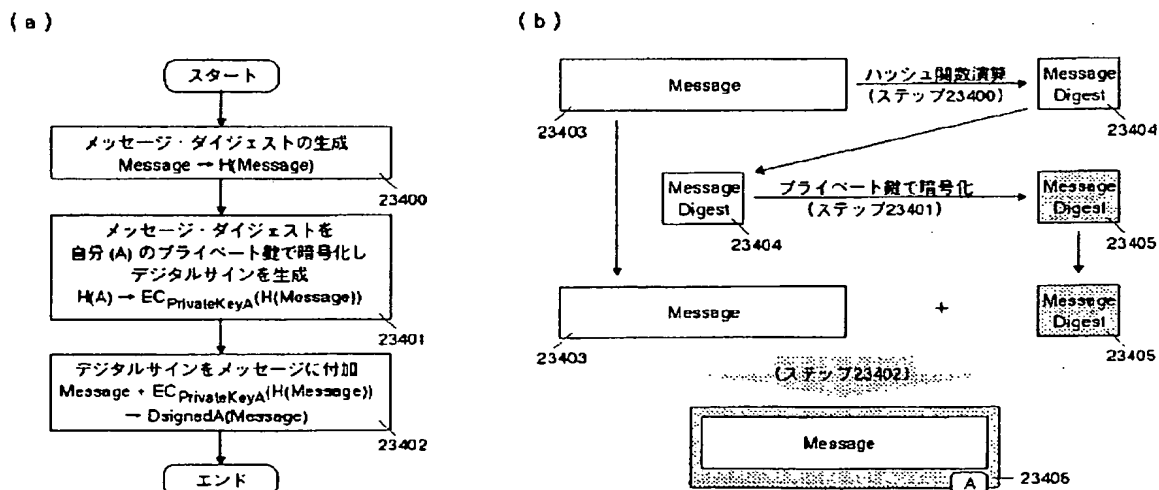 (a)
スタート
メッセージ・ダイジェストの生成
Message → H(Message)
23400
メッセージ・ダイジェストを
自分(A)のプライベート鍵で暗号化し
デジタルサインを生成
H(A) → EC PrivateKeyA (H(Message))
23401
デジタルサインをメッセージに付加
Message + EC PrivateKeyA (H(Message))
→ DsignedA(Message)
23402
エンド
(b)
Message
23403
ハッシュ関数演算
(ステップ23400)
Message
Digest
23404
Message
Digest
23404
プライベート鍵で暗号化
(ステップ23401)
Message
Digest
23405
Message
23403
+
Message
Digest
23405
(ステップ23402)
Message
A
23406